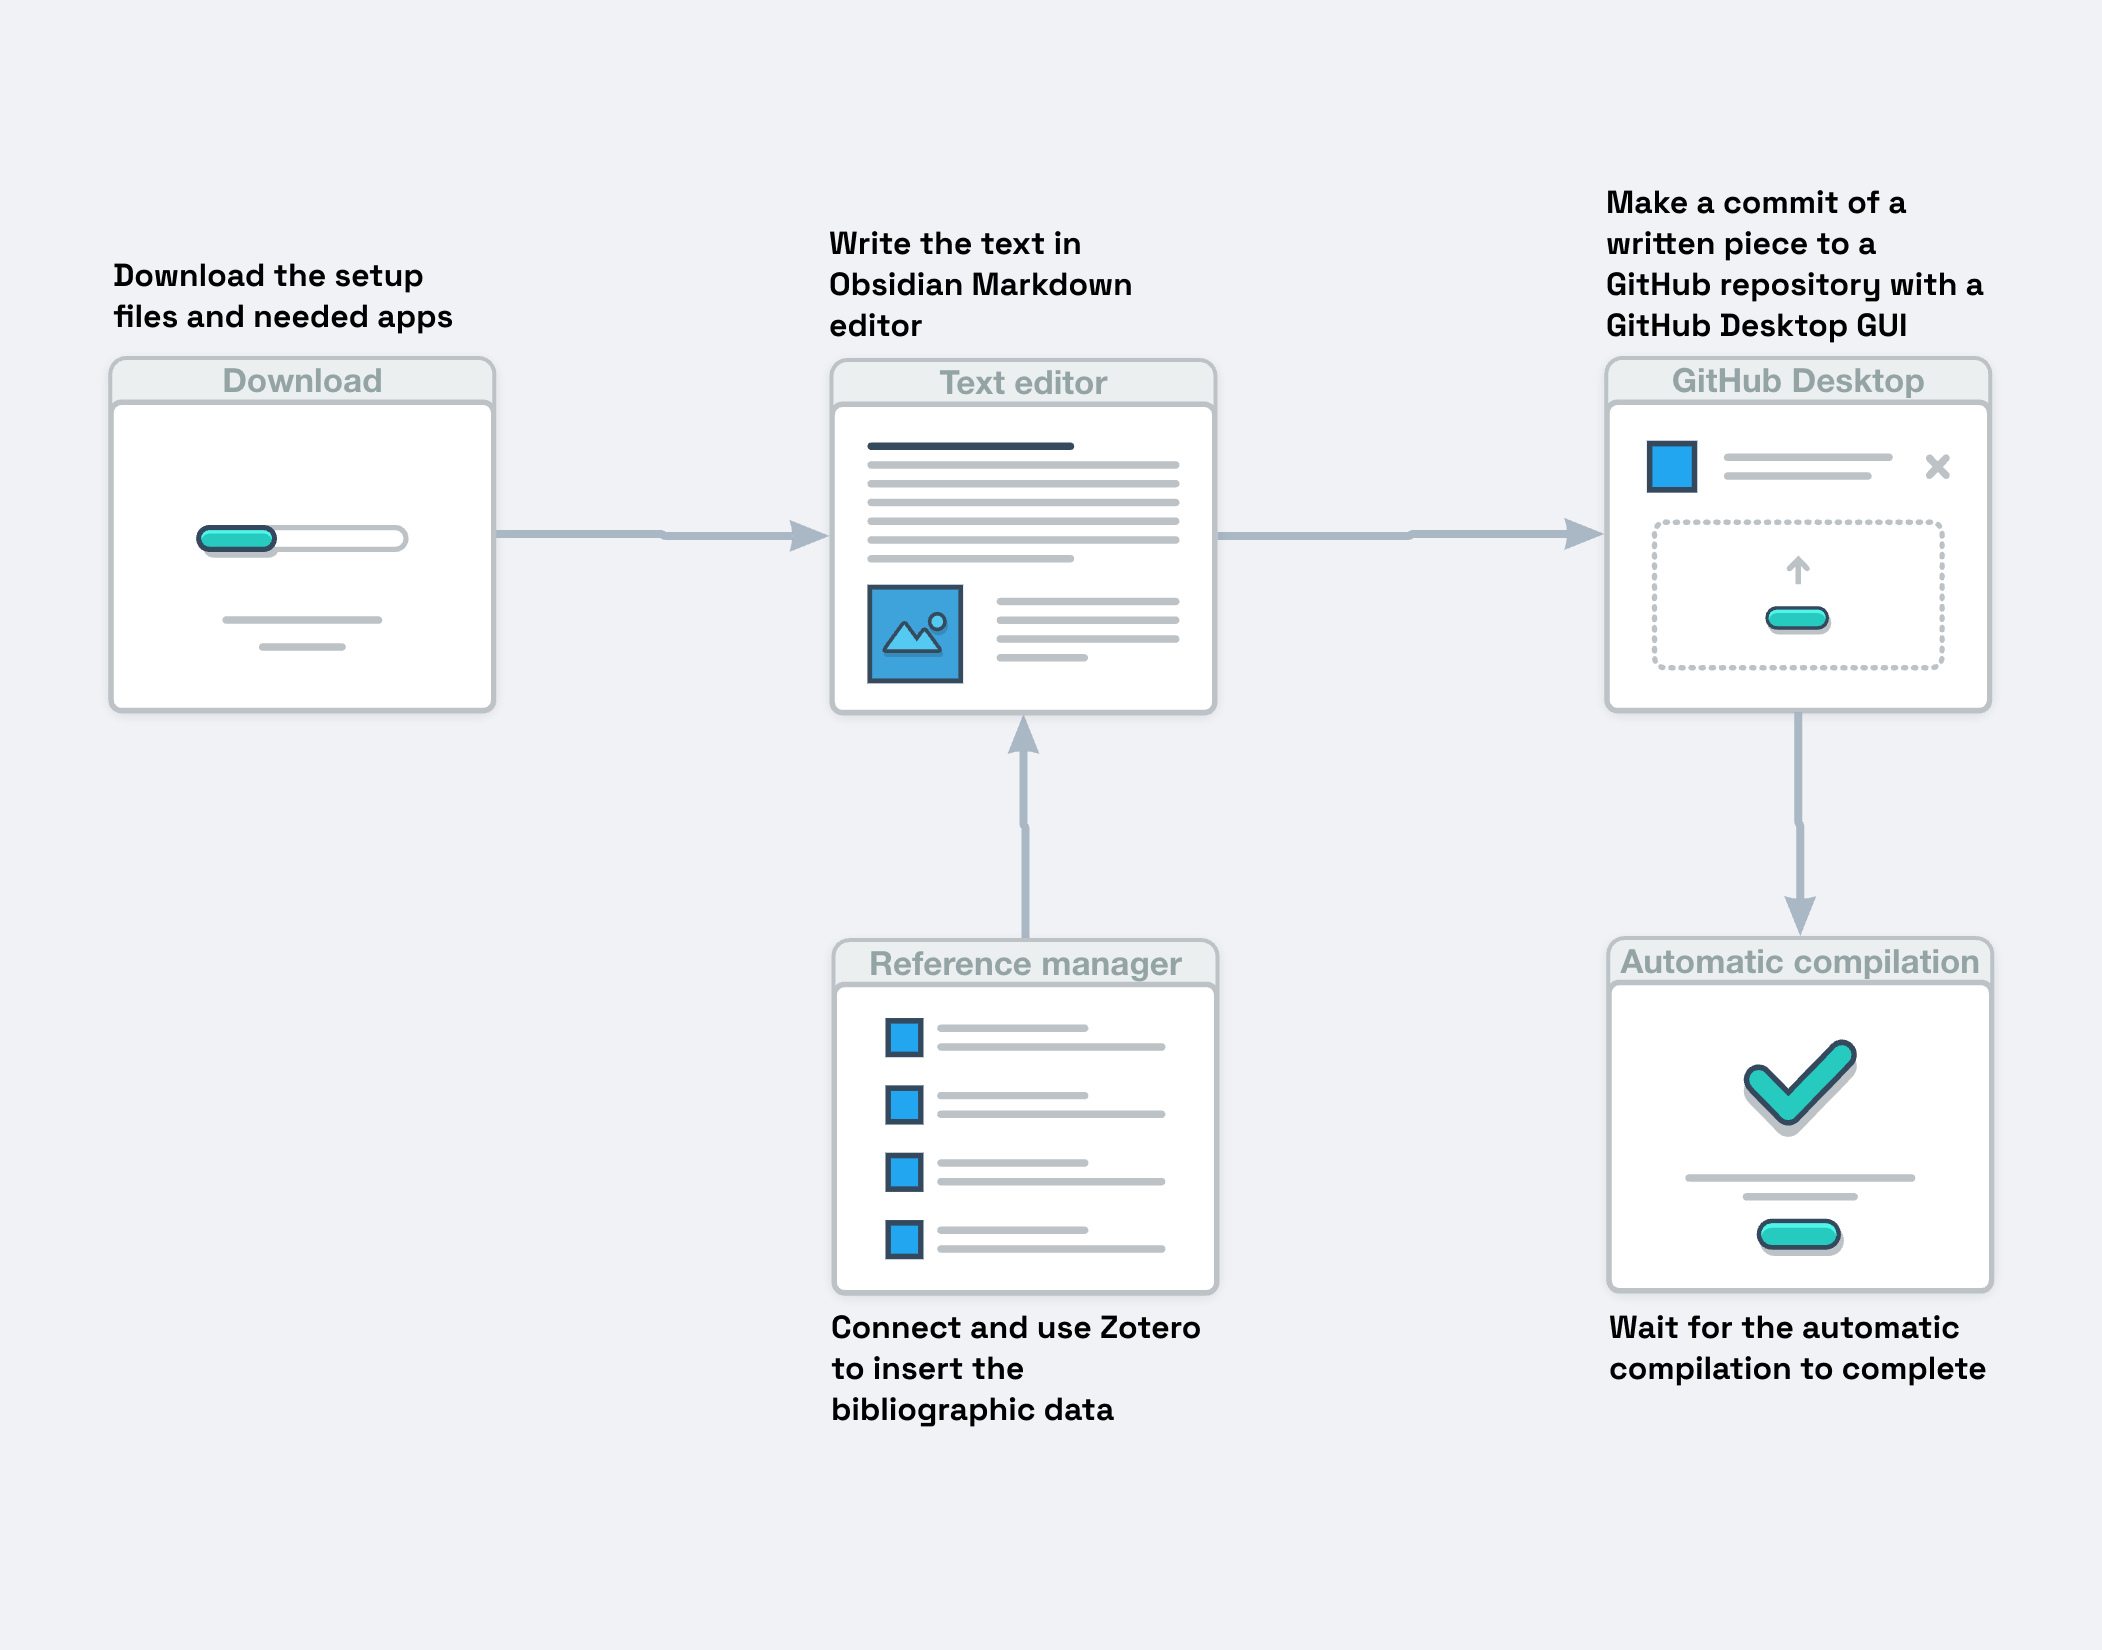 Download the setup
files and needed apps
Download
Write the text in
Obsidian Markdown
editor
Text editor
Make a commit of a
written piece to a
GitHub repository with a
GitHub Desktop GUI
GitHub Desktop
Reference manager
Connect and use Zotero
to insert the
bibliographic data
Automatic compilation
Wait for the automatic
compilation to complete